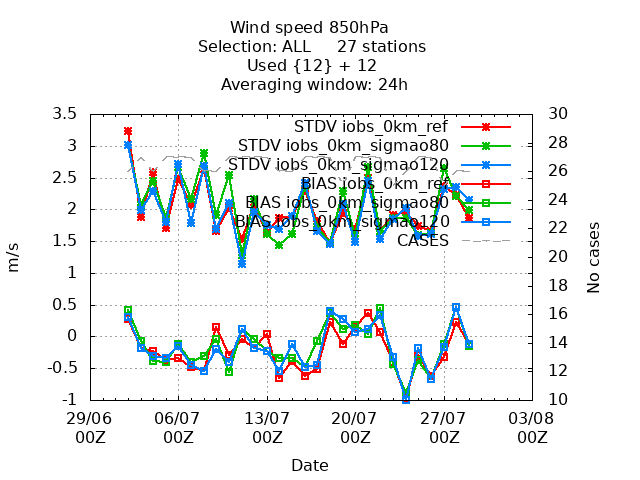 Wind speed 850hPa
Selection: ALL 27 stations
Used {12} + 12
Averaging window: 24h
3.5
3
2.5
2
1.5
1
0.5
0
-0.5
-1
m/s
30
28
26
24
22
20
18
16
14
12
10
No cases
STDV iobs_0km_ref
STDV iobs_0km_sigmao80
STDV iobs_0km_sigmao120
BIAS iobs_0km_ref
BIAS iobs_0km_sigmao80
BIAS iobs_0km_sigmao120
CASES
29/06 06/07 13/07 20/07 27/07 03/08
00Z 00Z 00Z 00Z 00Z 00Z
Date